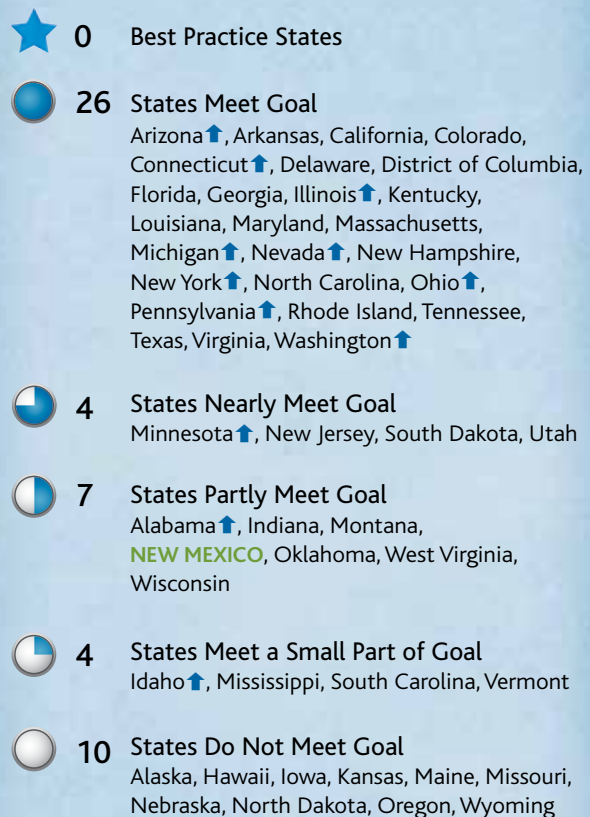 0 Best Practice States
26 States Meet Goal
Arizona⬆, Arkansas, California, Colorado,
Connecticut⬆, Delaware, District of Columbia,
Florida, Georgia, Illinois⬆, Kentucky,
Louisiana, Maryland, Massachusetts,
Michigan⬆, Nevada⬆, New Hampshire,
New York⬆, North Carolina, Ohio⬆,
Pennsylvania⬆, Rhode Island, Tennessee,
Texas, Virginia, Washington⬆
4 States Nearly Meet Goal
Minnesota⬆, New Jersey, South Dakota, Utah
7 States Partly Meet Goal
Alabama⬆, Indiana, Montana,
NEW MEXICO, Oklahoma, West Virginia,
Wisconsin
4 States Meet a Small Part of Goal
Idaho⬆, Mississippi, South Carolina, Vermont
10 States Do Not Meet Goal
Alaska, Hawaii, Iowa, Kansas, Maine, Missouri,
Nebraska, North Dakota, Oregon, Wyoming